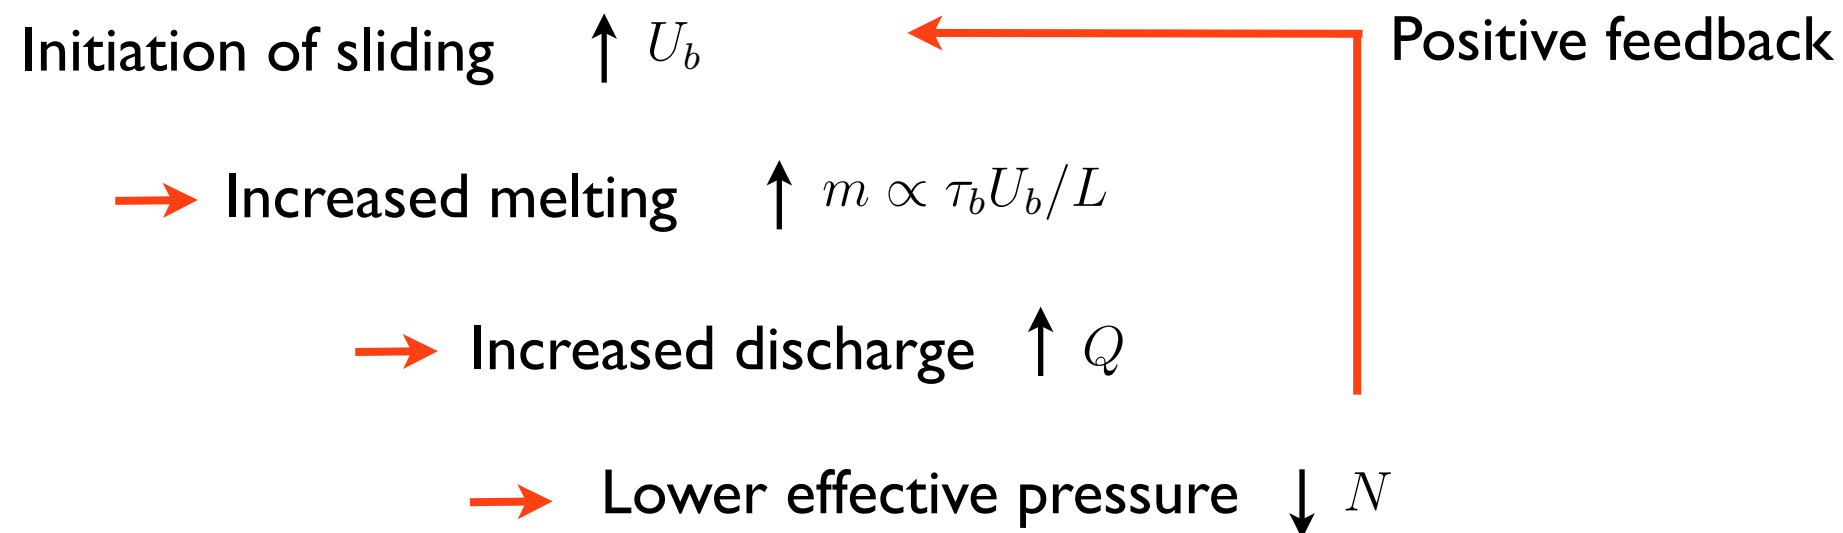 Initiation of sliding ↑ U_b Positive feedback
→ Increased melting ↑ m ∝ τ_b U_b / L
→ Increased discharge ↑ Q
→ Lower effective pressure ↓ N